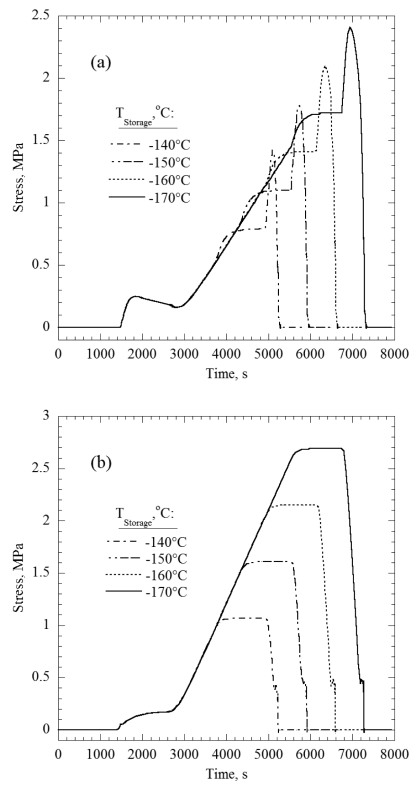 2.5
2
1.5
1
0.5
0
Stress, MPa
(a)
T Storage, °C:
-140°C
-150°C
-160°C
-170°C
0 1000 2000 3000 4000 5000 6000 7000 8000
Time, s
3
2.5
2
1.5
1
0.5
0
Stress, MPa
(b)
T Storage, °C:
-140°C
-150°C
-160°C
-170°C
0 1000 2000 3000 4000 5000 6000 7000 8000
Time, s